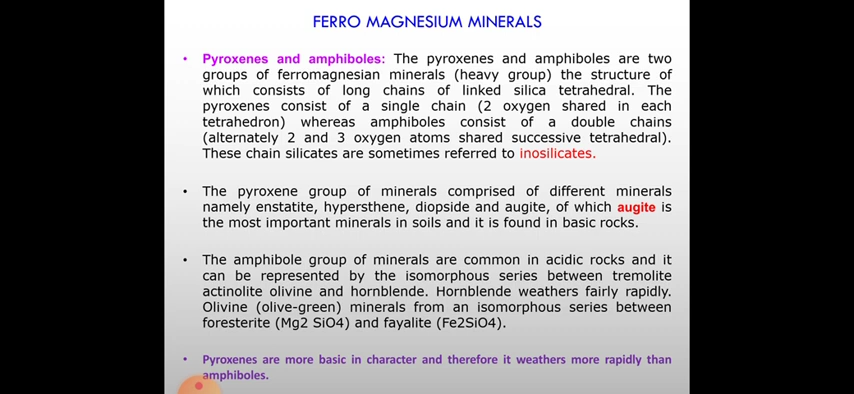 FERRO MAGNESIUM MINERALS
• Pyroxenes and amphiboles: The pyroxenes and amphiboles are two
groups of ferromagnesian minerals (heavy group) the structure of
which consists of long chains of linked silica tetrahedral. The
pyroxenes consist of a single chain (2 oxygen shared in each
tetrahedron) whereas amphiboles consist of a double chains
(alternately 2 and 3 oxygen atoms shared successive tetrahedral).
These chain silicates are sometimes referred to inosilicates.
• The pyroxene group of minerals comprised of different minerals
namely enstatite, hypersthene, diopside and augite, of which augite is
the most important minerals in soils and it is found in basic rocks.
• The amphibole group of minerals are common in acidic rocks and it
can be represented by the isomorphous series between tremolite
actinolite olivine and hornblende. Hornblende weathers fairly rapidly.
Olivine (olive-green) minerals from an isomorphous series between
foresterite (Mg2 SiO4) and fayalite (Fe2SiO4).
• Pyroxenes are more basic in character and therefore it weathers more rapidly than
amphiboles.